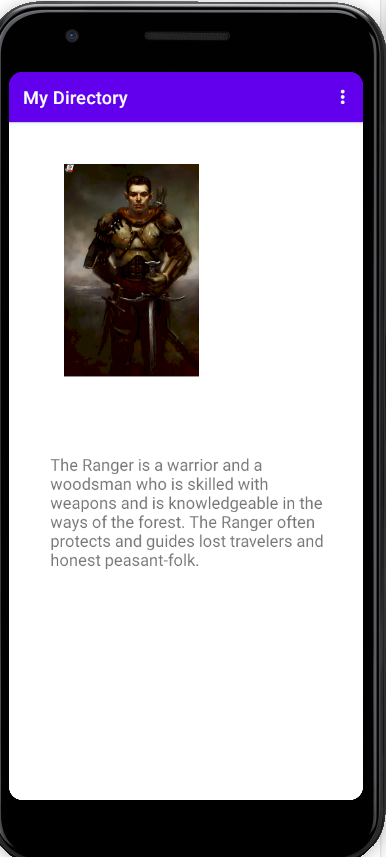 My Directory
The Ranger is a warrior and a
woodsman who is skilled with
weapons and is knowledgeable in the
ways of the forest. The Ranger often
protects and guides lost travelers and
honest peasant-folk.